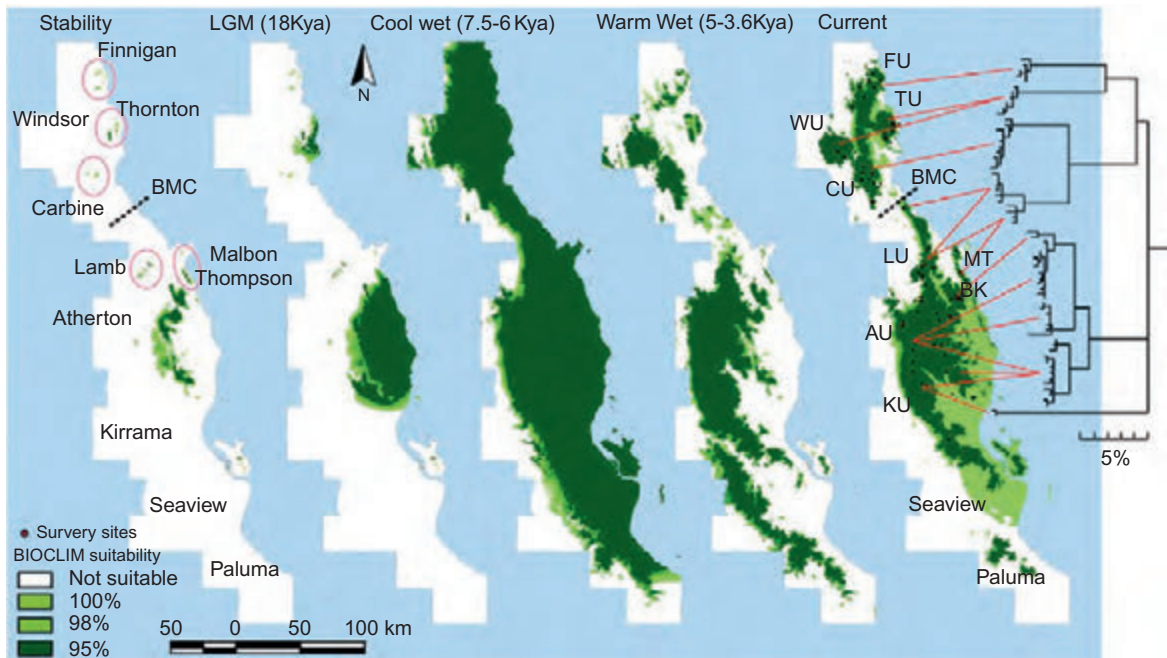 Stability
LGM (18Kya)
Cool wet (7.5-6 Kya)
Warm Wet (5-3.6Kya)
Current
Finnigan
Windsor
Thornton
Carbine
BMC
Lamb
Malbon
Thompson
Atherton
Kirrama
Seaview
Paluma
N
FU
TU
WU
CU
BMC
LU
MT
BK
AU
KU
Seaview
Paluma
5%
Survery sites
BIOCLIM suitability
Not suitable
100%
98%
95%
50 0 50 100 km